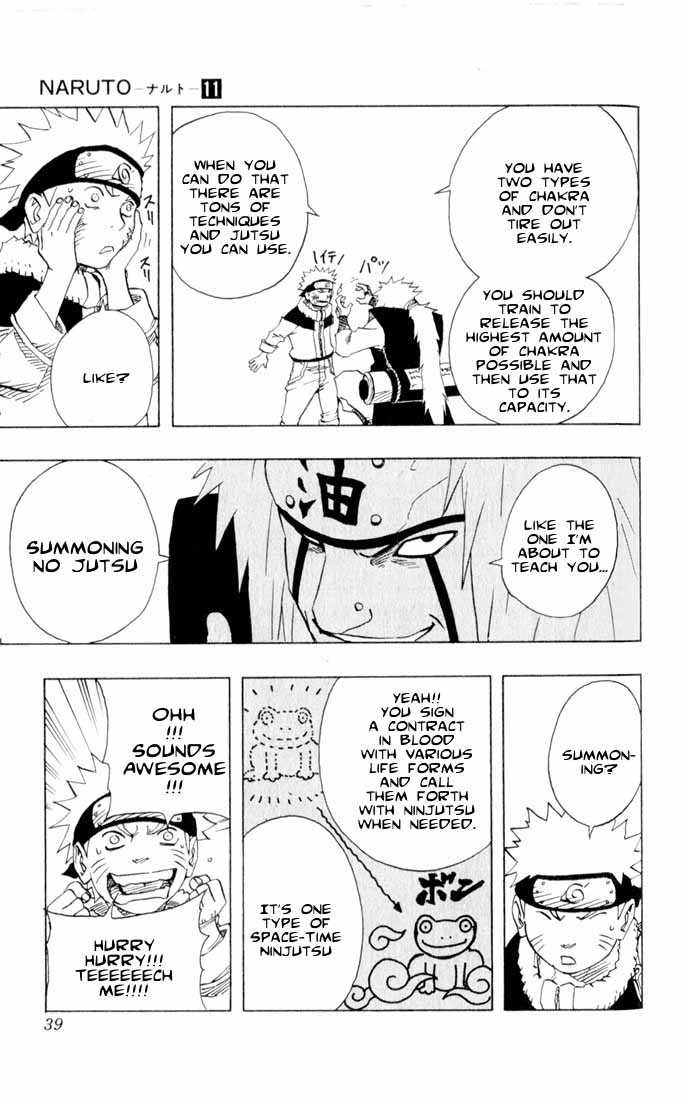 NARUTO—ナルト—11
YOU HAVE
TWO TYPES
OF CHAKRA
AND DON'T
TIRE OUT
EASILY.
YOU SHOULD
TRAIN TO
RELEASE THE
HIGHEST AMOUNT
OF CHAKRA
POSSIBLE AND
THEN USE THAT
TO ITS
CAPACITY.
パッ
イテ!
WHEN YOU
CAN DO THAT
THERE ARE
TONS OF
TECHNIQUES
AND JUTSU
YOU CAN USE.
ズズ
LIKE?
LIKE THE
ONE I'M
ABOUT TO
TEACH YOU...
油
SUMMONING
NO JUTSU
SUMMON-
ING?
YEAH!!
YOU SIGN
A CONTRACT
IN BLOOD
WITH VARIOUS
LIFE FORMS
AND CALL
THEM FORTH
WITH NINJUTSU
WHEN NEEDED.
ボン
IT'S ONE
TYPE OF
SPACE-TIME
NINJUTSU
OHH
!!!
SOUNDS
AWESOME
!!!
HURRY
HURRY!!!
TEEEEEECH
ME!!!!
39